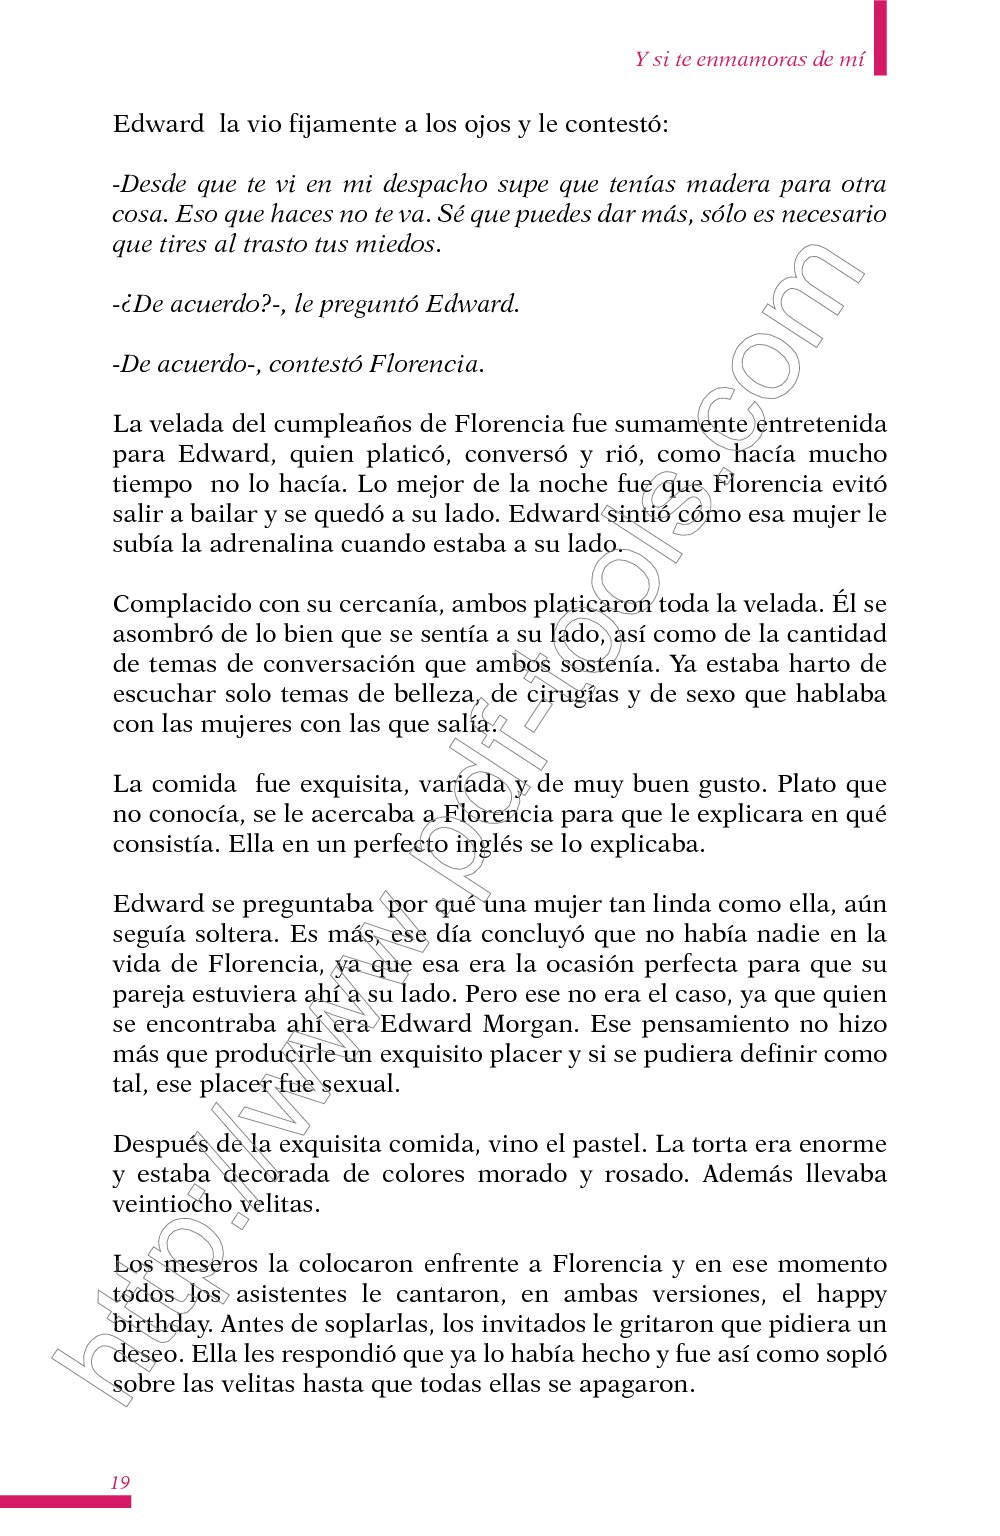 Y si te enmamoras de mí
Edward  la vio fijamente a los ojos y le contestó:
-Desde que te vi en mi despacho supe que tenías madera para otra
cosa. Eso que haces no te va. Sé que puedes dar más, sólo es necesario
que tires al trasto tus miedos.
-¿De acuerdo?-, le preguntó Edward.
-De acuerdo-, contestó Florencia.
La velada del cumpleaños de Florencia fue sumamente entretenida
para Edward, quien platicó, conversó y rió, como hacía mucho
tiempo  no lo hacía. Lo mejor de la noche fue que Florencia evitó
salir a bailar y se quedó a su lado. Edward sintió cómo esa mujer le
subía la adrenalina cuando estaba a su lado.
Complacido con su cercanía, ambos platicaron toda la velada. Él se
asombró de lo bien que se sentía a su lado, así como de la cantidad
de temas de conversación que ambos sostenía. Ya estaba harto de
escuchar solo temas de belleza, de cirugías y de sexo que hablaba
con las mujeres con las que salía.
La comida  fue exquisita, variada y de muy buen gusto. Plato que
no conocía, se le acercaba a Florencia para que le explicara en qué
consistía. Ella en un perfecto inglés se lo explicaba.
Edward se preguntaba  por qué una mujer tan linda como ella, aún
seguía soltera. Es más, ese día concluyó que no había nadie en la
vida de Florencia, ya que esa era la ocasión perfecta para que su
pareja estuviera ahí a su lado. Pero ese no era el caso, ya que quien
se encontraba ahí era Edward Morgan. Ese pensamiento no hizo
más que producirle un exquisito placer y si se pudiera definir como
tal, ese placer fue sexual.
Después de la exquisita comida, vino el pastel. La torta era enorme
y estaba decorada de colores morado y rosado. Además llevaba
veintiocho velitas.
Los meseros la colocaron enfrente a Florencia y en ese momento
todos los asistentes le cantaron, en ambas versiones, el happy
birthday. Antes de soplarlas, los invitados le gritaron que pidiera un
deseo. Ella les respondió que ya lo había hecho y fue así como sopló
sobre las velitas hasta que todas ellas se apagaron.
19
http://www.pdf-tools.com